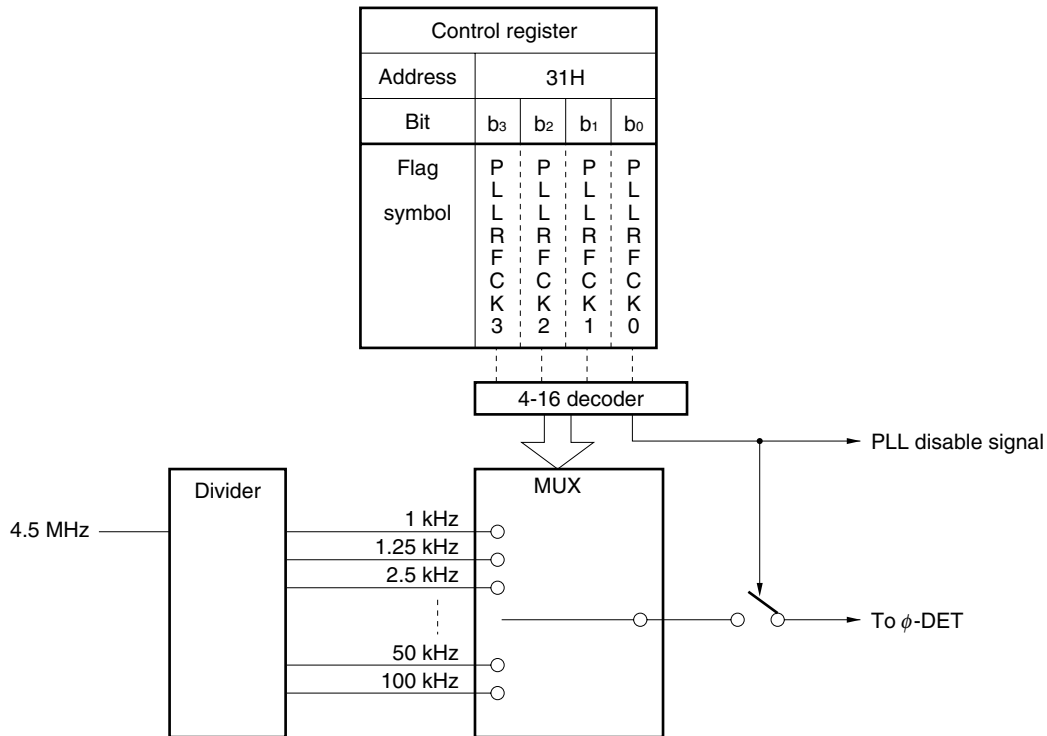 Control register
Address 31H
Bit b3 b2 b1 b0
Flag symbol PLLRFCK3 PLLRFCK2 PLLRFCK1 PLLRFCK0
4-16 decoder
PLL disable signal
Divider
MUX
4.5 MHz
1 kHz
1.25 kHz
2.5 kHz
To ϕ-DET
50 kHz
100 kHz